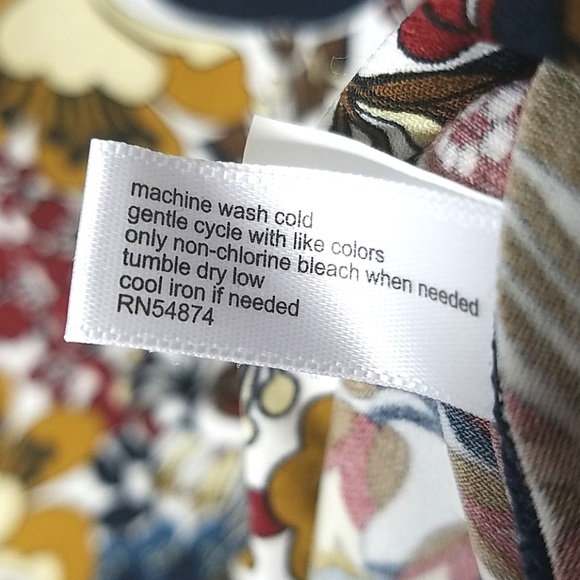 machine wash cold
gentle cycle with like colors
only non-chlorine bleach when needed
tumble dry low
cool iron if needed
RN54874